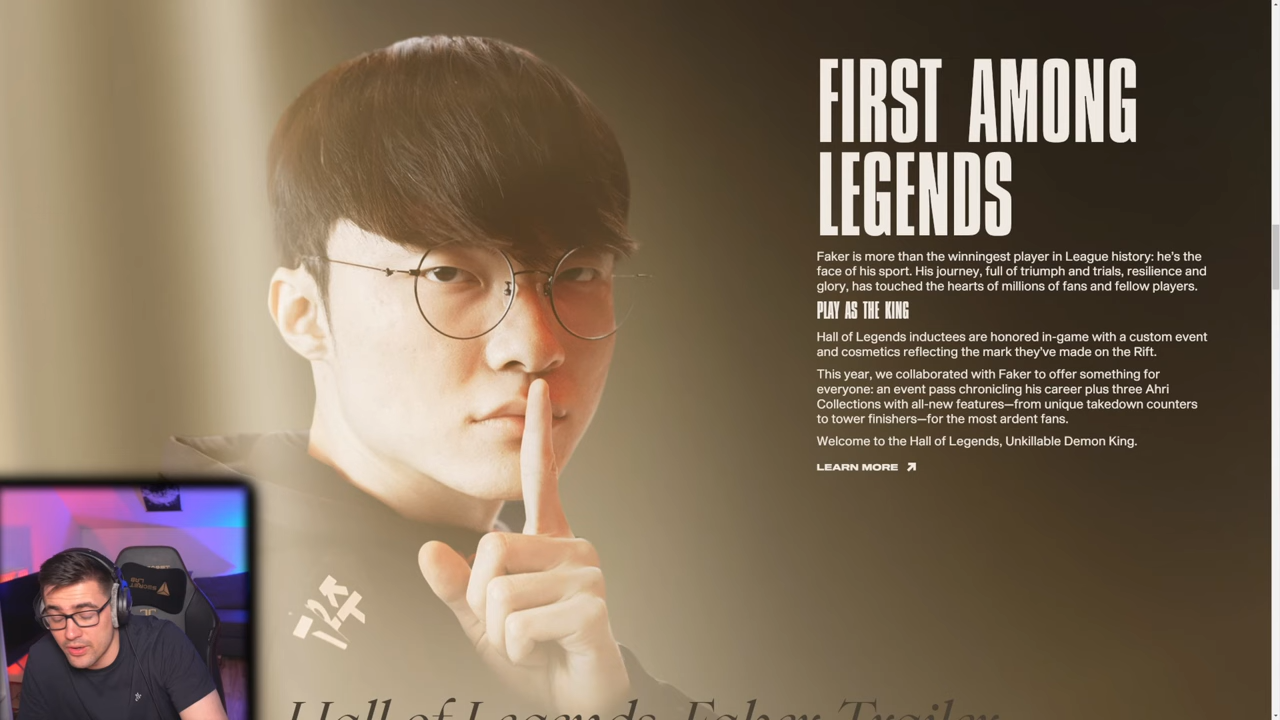 FIRST AMONG
LEGENDS
Faker is more than the winningest player in League history: he's the
face of his sport. His journey, full of triumph and trials, resilience and
glory, has touched the hearts of millions of fans and fellow players.
PLAY AS THE KING
Hall of Legends inductees are honored in-game with a custom event
and cosmetics reflecting the mark they've made on the Rift.
This year, we collaborated with Faker to offer something for
everyone: an event pass chronicling his career plus three Ahri
Collections with all-new features—from unique takedown counters
to tower finishers—for the most ardent fans.
Welcome to the Hall of Legends, Unkillable Demon King.
LEARN MORE
Hall of Legends Faker Trailer